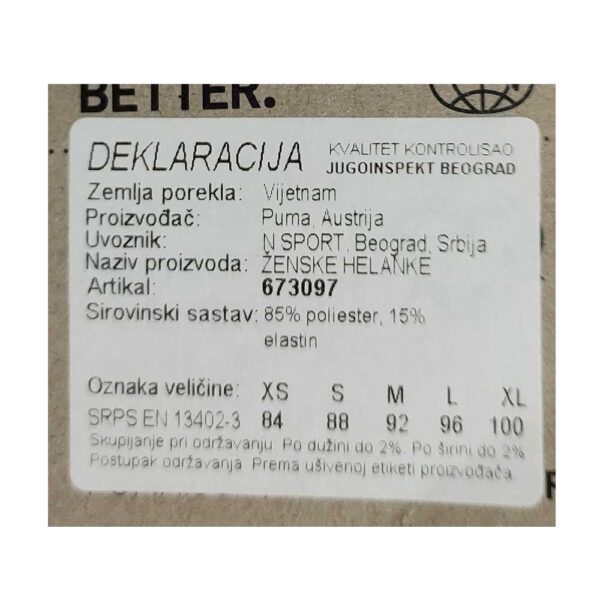 BETTER.
DEKLARACIJA
KVALITET KONTROLISAO
JUGOINSPEKT BEOGRAD
Zemlja porekla: Vijetnam
Proizvođač: Puma, Austrija
Uvoznik: N SPORT, Beograd, Srbija
Naziv proizvoda: ŽENSKE HELANKE
Artikal: 673097
Sirovinski sastav: 85% poliester, 15%
elastin
Oznaka veličine: XS S M L XL
SRPS EN 13402-3 84 88 92 96 100
Skupljanje pri održavanju: Po dužini do 2%. Po širini do 2%
Postupak održavanja: Prema ušivenoj etiketi proizvođača.